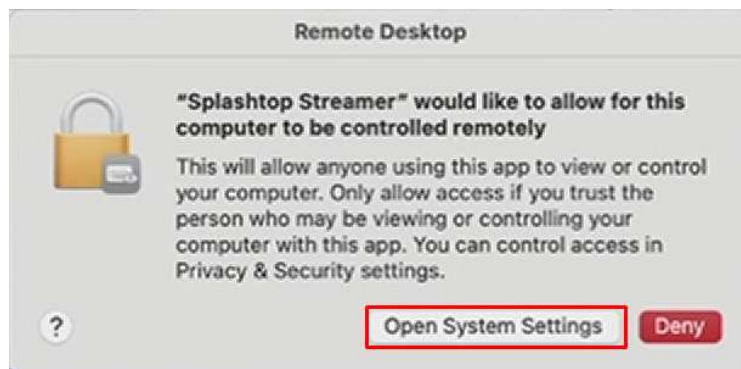 Remote Desktop
“Splashtop Streamer” would like to allow for this
computer to be controlled remotely
This will allow anyone using this app to view or control
your computer. Only allow access if you trust the
person who may be viewing or controlling your
computer with this app. You can control access in
Privacy & Security settings.
? Open System Settings Deny